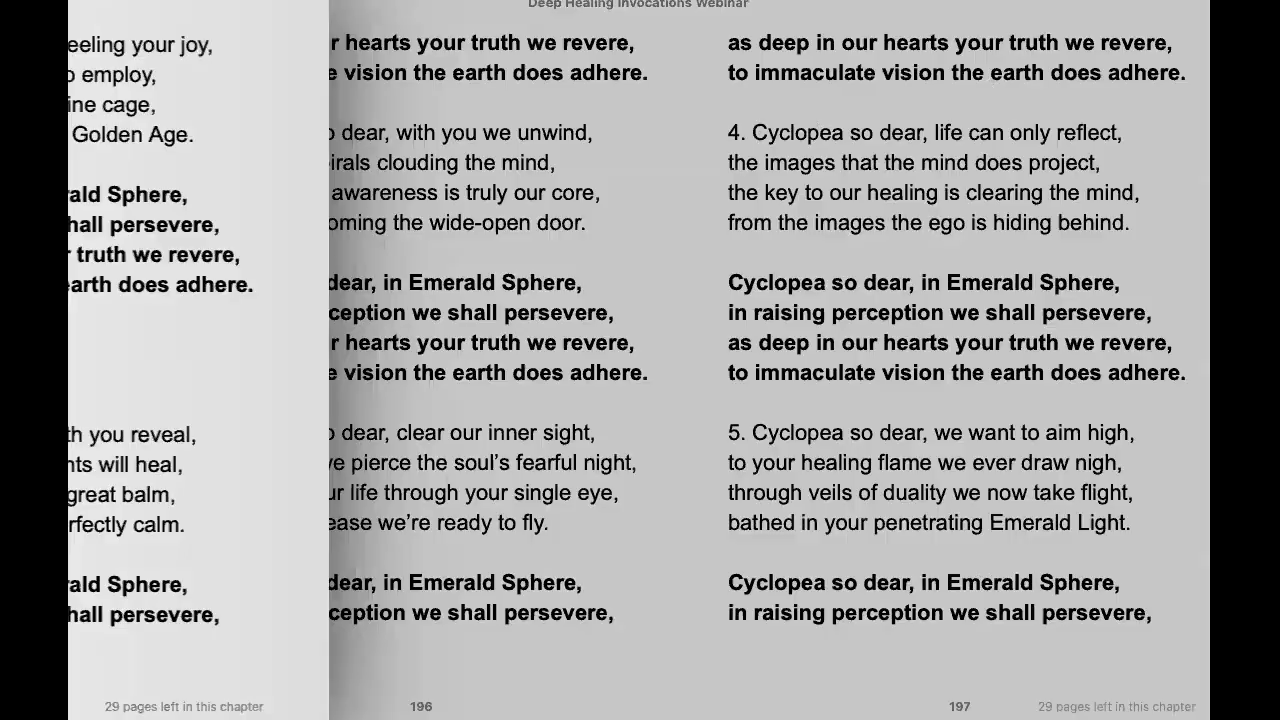 Deep Healing Invocations Webinar
eeling your joy,
employ,
ine cage,
Golden Age.
rald Sphere,
hall persevere,
truth we revere,
earth does adhere.
th you reveal,
nts will heal,
great balm,
rfectly calm.
rald Sphere,
hall persevere,
29 pages left in this chapter
r hearts your truth we revere,
e vision the earth does adhere.
dear, with you we unwind,
irals clouding the mind,
awareness is truly our core,
oming the wide-open door.
dear, in Emerald Sphere,
ception we shall persevere,
r hearts your truth we revere,
e vision the earth does adhere.
dear, clear our inner sight,
ve pierce the soul's fearful night,
ur life through your single eye,
ease we're ready to fly.
dear, in Emerald Sphere,
ception we shall persevere,
196
as deep in our hearts your truth we revere,
to immaculate vision the earth does adhere.
4. Cyclopea so dear, life can only reflect,
the images that the mind does project,
the key to our healing is clearing the mind,
from the images the ego is hiding behind.
Cyclopea so dear, in Emerald Sphere,
in raising perception we shall persevere,
as deep in our hearts your truth we revere,
to immaculate vision the earth does adhere.
5. Cyclopea so dear, we want to aim high,
to your healing flame we ever draw nigh,
through veils of duality we now take flight,
bathed in your penetrating Emerald Light.
Cyclopea so dear, in Emerald Sphere,
in raising perception we shall persevere,
197
29 pages left in this chapter